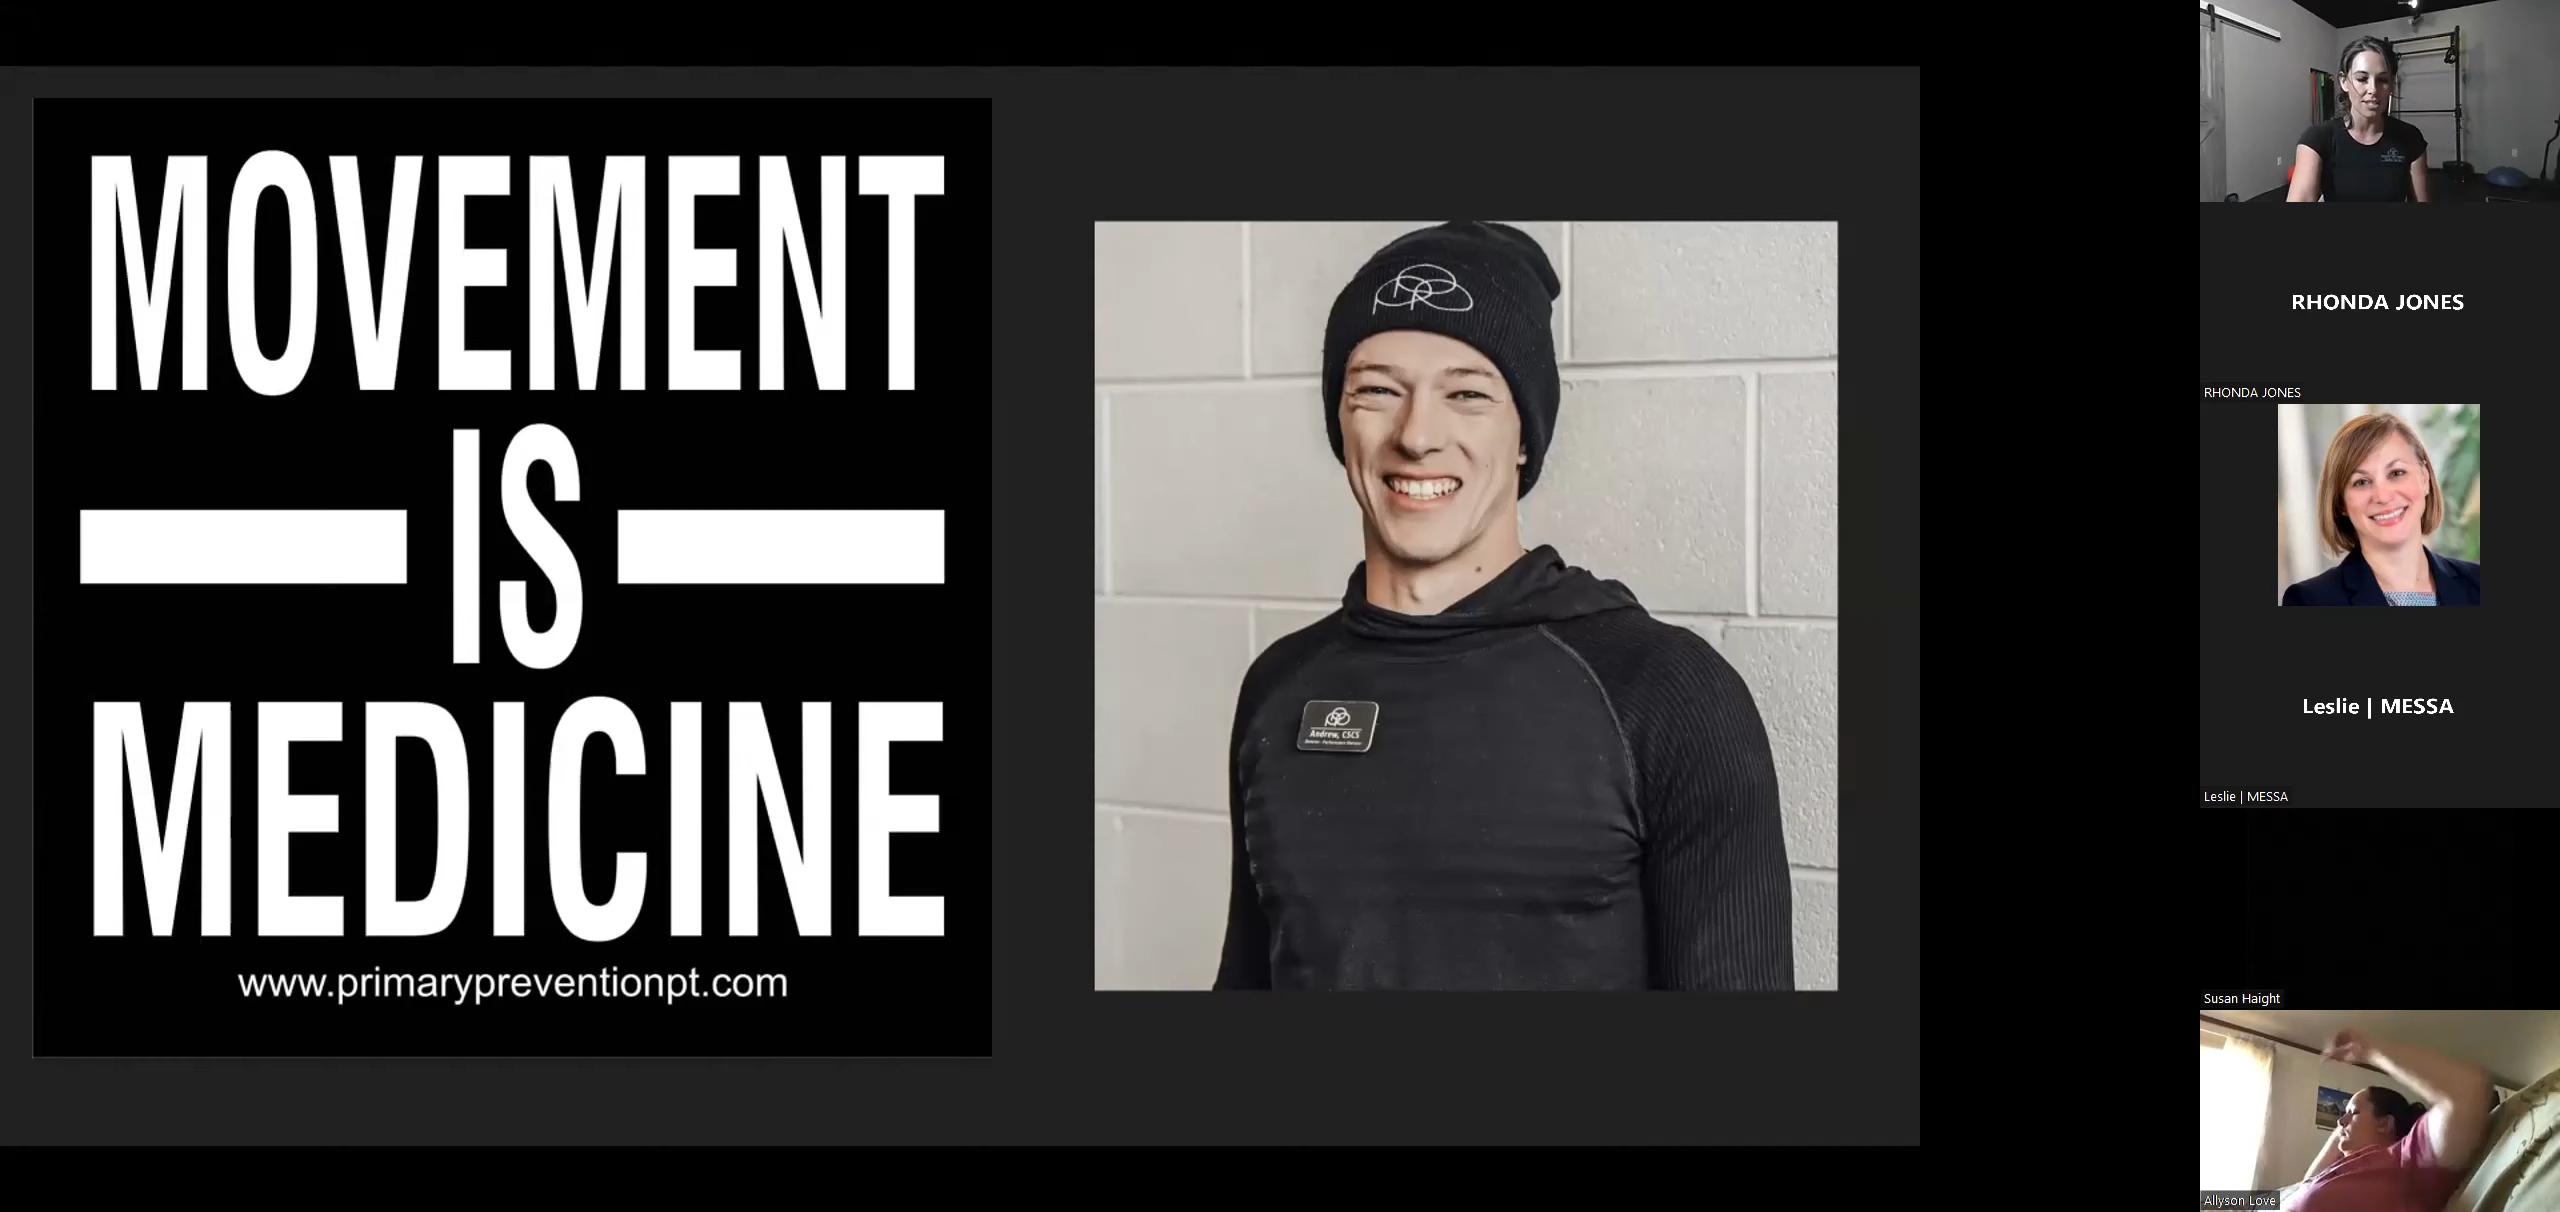 MOVEMENT
IS
MEDICINE
www.primarypreventionpt.com
Andrew, CSCS
RHONDA JONES
RHONDA JONES
Leslie | MESSA
Leslie | MESSA
Susan Haight
Allyson Love